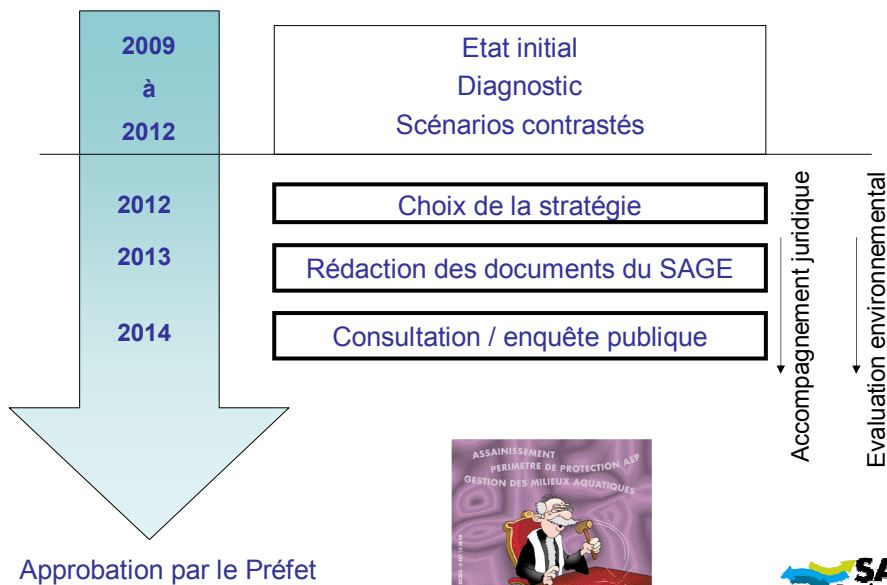 2009
à
2012
Etat initial
Diagnostic
Scénarios contrastés
2012
Choix de la stratégie
2013
Rédaction des documents du SAGE
2014
Consultation / enquête publique
Accompagnement juridique
Evaluation environnemental
ASSAINISSEMENT
PERIMETRE DE PROTECTION AEP
GESTION DES MILIEUX AQUATIQUES
Approbation par le Préfet